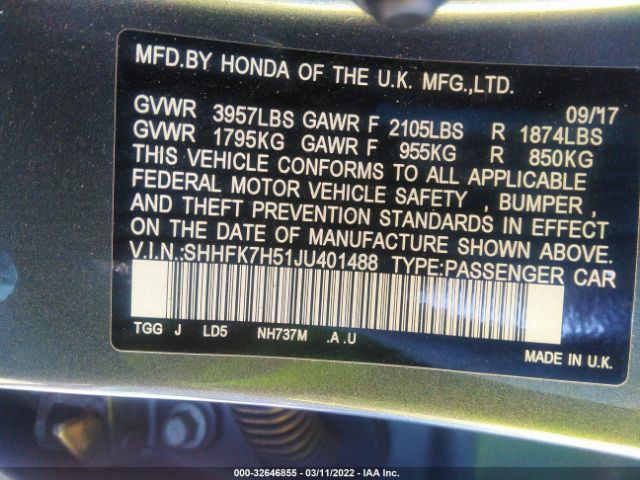 MFD.BY HONDA OF THE U.K. MFG.,LTD.
09/17
GVWR 3957LBS GAWR F 2105LBS R 1874LBS
GVWR 1795KG GAWR F 955KG R 850KG
THIS VEHICLE CONFORMS TO ALL APPLICABLE
FEDERAL MOTOR VEHICLE SAFETY , BUMPER ,
AND THEFT PREVENTION STANDARDS IN EFFECT
ON THE DATE OF MANUFACTURE SHOWN ABOVE.
V.I.N.:SHHFK7H51JU401488 TYPE:PASSENGER CAR
TGG J LD5 NH737M .A .U
MADE IN U.K.
000-32646855 - 03/11/2022 - IAA Inc.